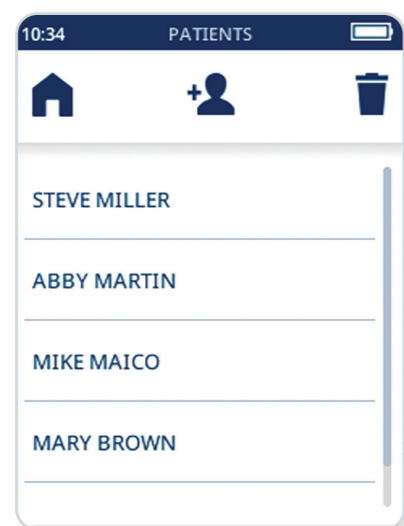 10:34 PATIENTS
STEVE MILLER
ABBY MARTIN
MIKE MAICO
MARY BROWN